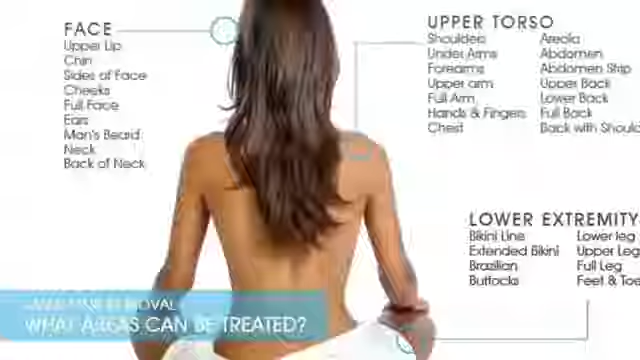 FACE
Upper Lip
Chin
Sides of Face
Cheeks
Full Face
Ears
Man's Beard
Neck
Back of Neck
UPPER TORSO
Shoulders
Under Arms
Forearms
Upper arm
Full Arm
Hands & Fingers
Chest
Areola
Abdomen
Abdomen Strip
Upper Back
Lower Back
Full Back
Back with Should
LOWER EXTREMITY
Bikini Line
Extended Bikini
Brazilian
Buttocks
Lower leg
Upper Leg
Full Leg
Feet & Toe
WHAT AREAS CAN BE TREATED?